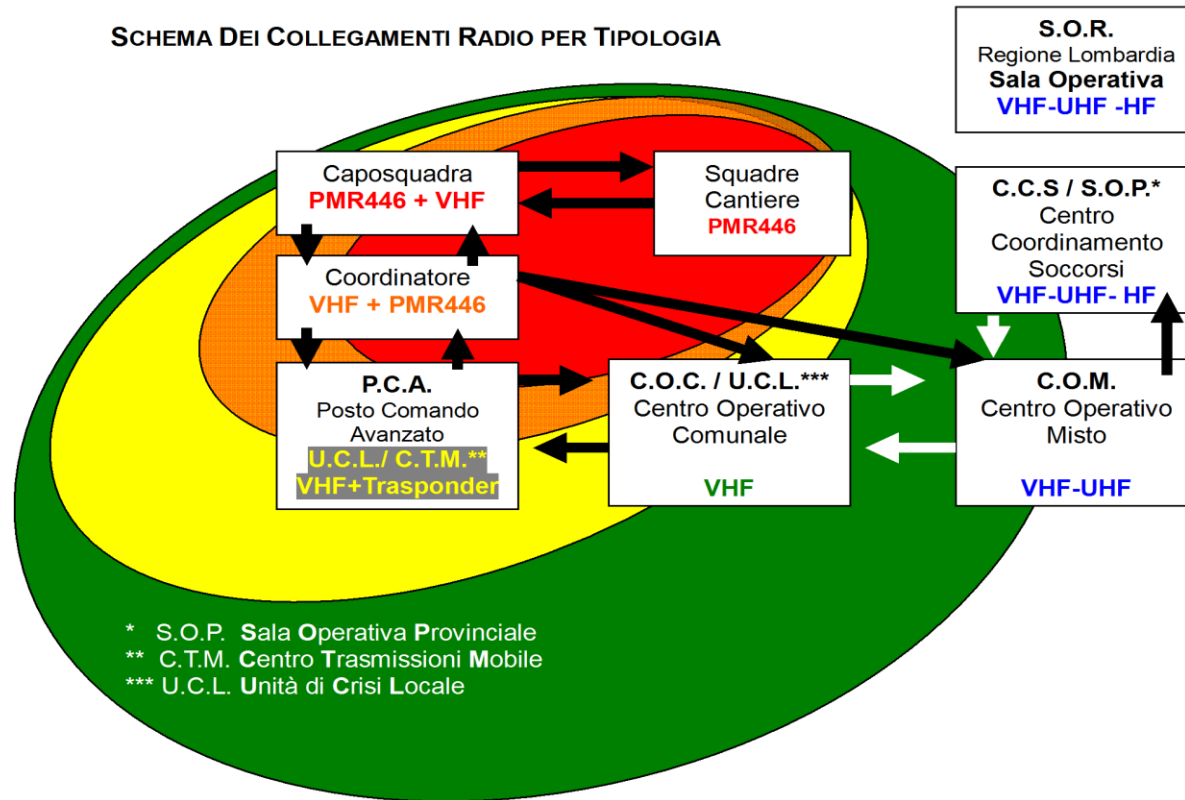 SCHEMA DEI COLLEGAMENTI RADIO PER TIPOLOGIA
S.O.R.
Regione Lombardia
Sala Operativa
VHF-UHF -HF
Caposquadra
PMR446 + VHF
Squadre
Cantiere
PMR446
C.C.S / S.O.P.*
Centro
Coordinamento
Soccorsi
VHF-UHF- HF
Coordinatore
VHF + PMR446
P.C.A.
Posto Comando
Avanzato
U.C.L./ C.T.M.**
VHF+Trasponder
C.O.C. / U.C.L.***
Centro Operativo
Comunale
VHF
C.O.M.
Centro Operativo
Misto
VHF-UHF
* S.O.P. Sala Operativa Provinciale
** C.T.M. Centro Trasmissioni Mobile
*** U.C.L. Unità di Crisi Locale